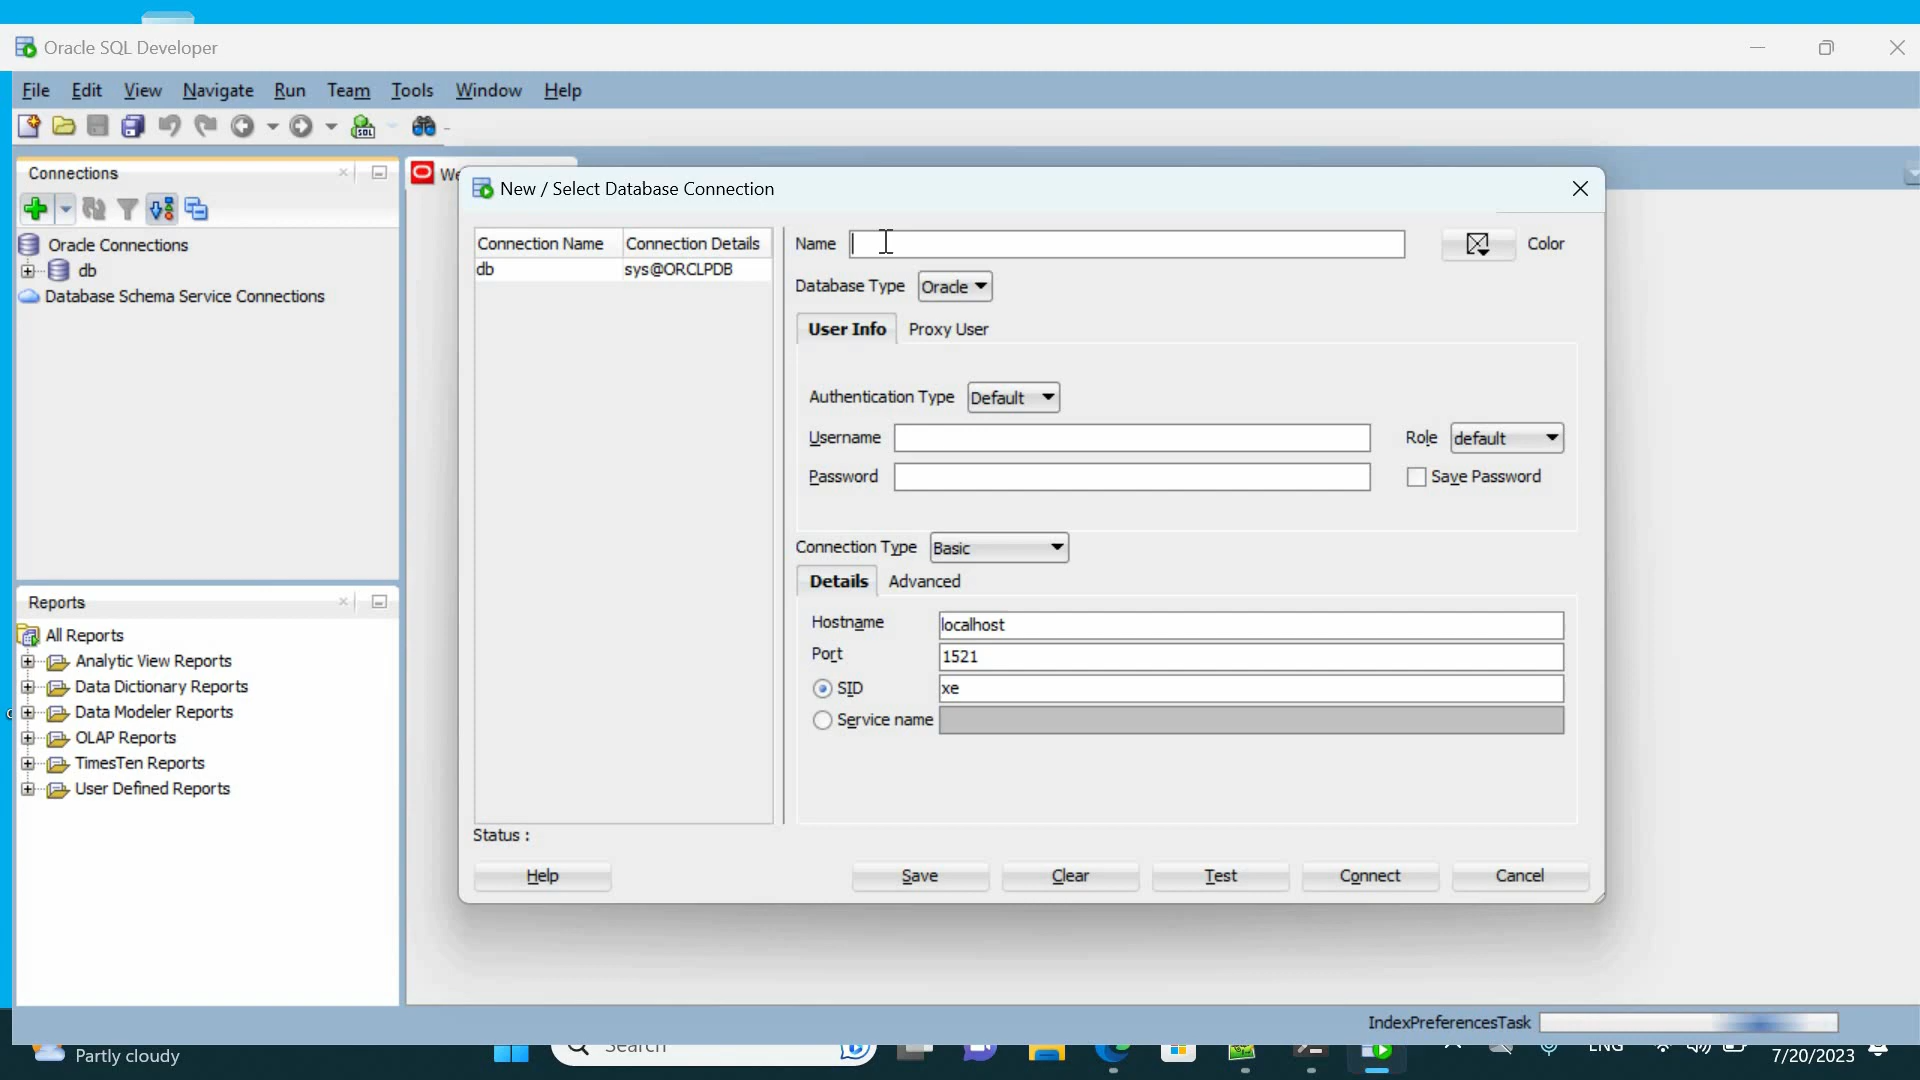 Oracle SQL Developer
File Edit View Navigate Run Team Tools Window Help
SQL
Connections
We
Oracle Connections
db
Database Schema Service Connections
Reports
All Reports
Analytic View Reports
Data Dictionary Reports
Data Modeler Reports
OLAP Reports
TimesTen Reports
User Defined Reports
New / Select Database Connection
Connection Name Connection Details
db sys@ORCLPDB
Name Color
Database Type Oracle
User Info Proxy User
Authentication Type Default
Username Role default
Password Save Password
Connection Type Basic
Details Advanced
Hostname localhost
Port 1521
SID xe
Service name
Status :
Help Save Clear Test Connect Cancel
IndexPreferencesTask
Partly cloudy Search ENG 7/20/2023